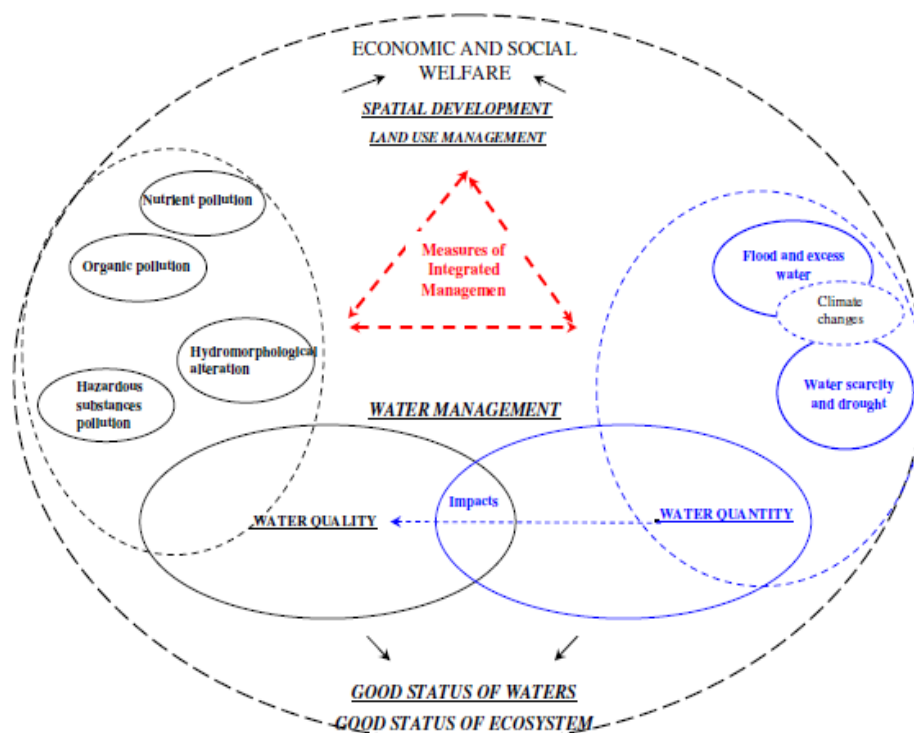 ECONOMIC AND SOCIAL
WELFARE
SPATIAL DEVELOPMENT
LAND USE MANAGEMENT
Nutrient pollution
Organic pollution
Hydromorphological
alteration
Hazardous
substances
pollution
Measures of
Integrated
Managemen
Flood and excess
water
Climate
changes
Water scarcity
and drought
WATER MANAGEMENT
WATER QUALITY
Impacts
WATER QUANTITY
GOOD STATUS OF WATERS
GOOD STATUS OF ECOSYSTEM